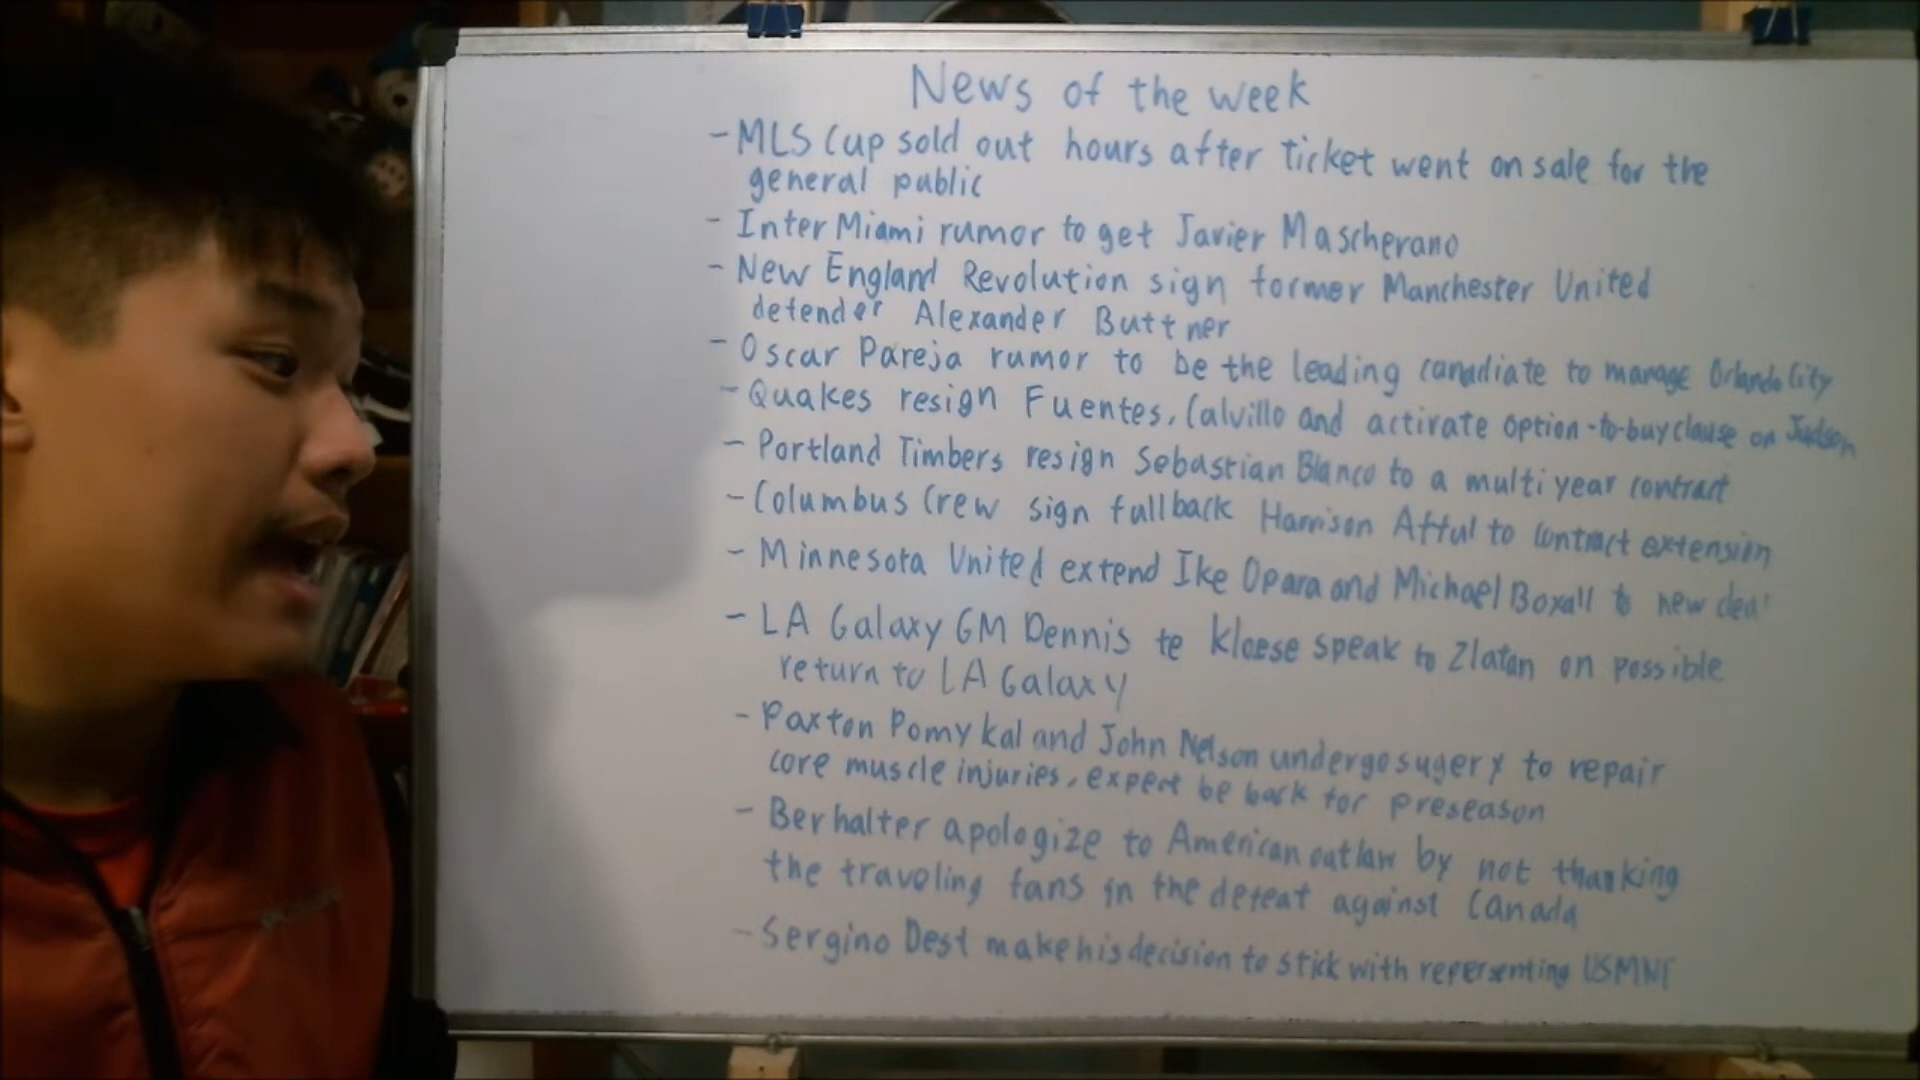 News of the week
- MLS Cup sold out hours after ticket went on sale for the
general public
- Inter Miami rumor to get Javier Mascherano
- New England Revolution sign former Manchester United
defender Alexander Buttner
- Oscar Pareja rumor to be the leading canadiate to manage Orlando City
- Quakes resign Fuentes, Calvillo and activate option-to-buy clause on Judson
- Portland Timbers resign Sebastian Blanco to a multi year contract
- Columbus Crew sign fullback Harrison Afful to contract extension
- Minnesota United extend Ike Opara and Michael Boxall to new deal
- LA Galaxy GM Dennis te kloese speak to Zlatan on possible
return to LA Galaxy
- Paxton Pomykal and John Nelson undergo sugery to repair
core muscle injuries, expect be back for preseason
- Berhalter apologize to American outlaw by not thanking
the traveling fans in the defeat against Canada
- Sergino Dest make his decision to stick with repersenting USMNT